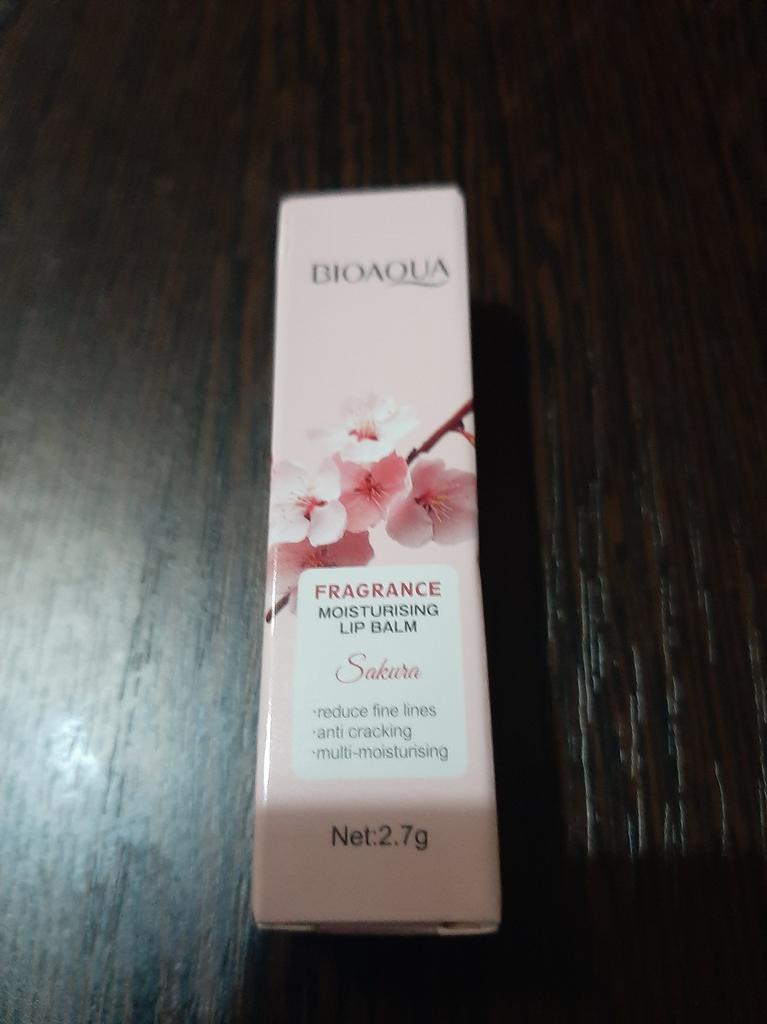 BIOAQUA
FRAGRANCE
MOISTURISING
LIP BALM
Sakura
·reduce fine lines
·anti cracking
·multi-moisturising
Net:2.7g